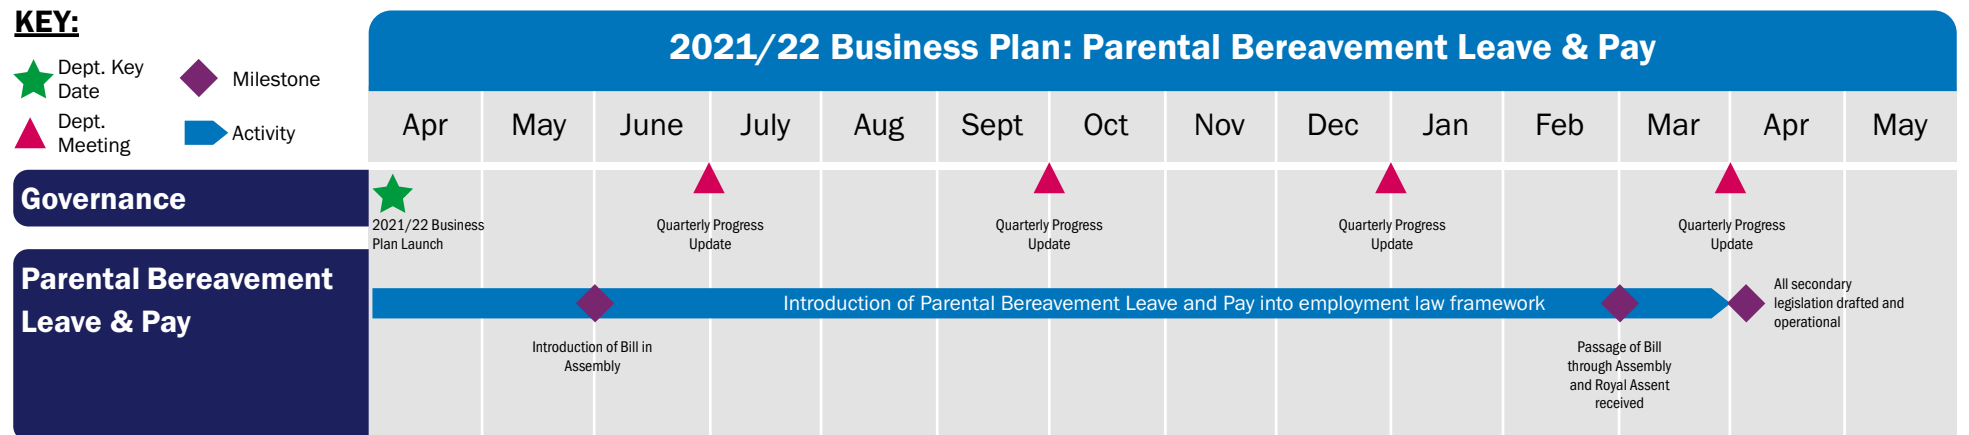 KEY:
Dept. Key
Date
Milestone
Dept.
Meeting
Activity
2021/22 Business Plan: Parental Bereavement Leave & Pay
Apr May June July Aug Sept Oct Nov Dec Jan Feb Mar Apr May
Governance
2021/22 Business
Plan Launch
Quarterly Progress
Update
Quarterly Progress
Update
Quarterly Progress
Update
Quarterly Progress
Update
Parental Bereavement
Leave & Pay
Introduction of Parental Bereavement Leave and Pay into employment law framework
Introduction of Bill in
Assembly
Passage of Bill
through Assembly
and Royal Assent
received
All secondary
legislation drafted and
operational